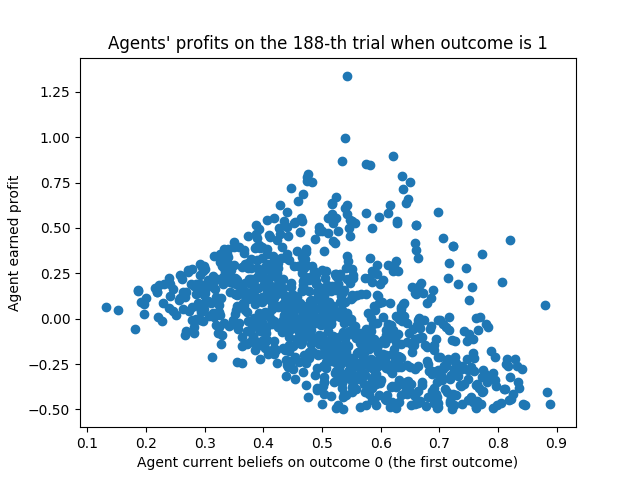 Agents' profits on the 188-th trial when outcome is 1
1.25
1.00
0.75
0.50
0.25
0.00
−0.25
−0.50
Agent earned profit
0.1 0.2 0.3 0.4 0.5 0.6 0.7 0.8 0.9
Agent current beliefs on outcome 0 (the first outcome)